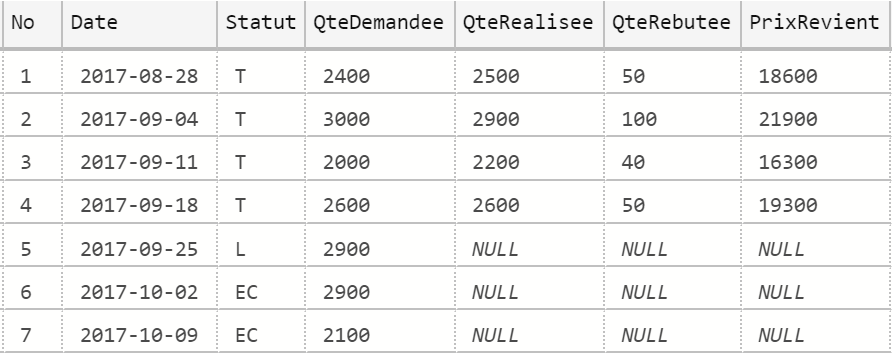 No Date Statut QteDemandee QteRealisee QteRebutee PrixRevient
1 2017-08-28 T 2400 2500 50 18600
2 2017-09-04 T 3000 2900 100 21900
3 2017-09-11 T 2000 2200 40 16300
4 2017-09-18 T 2600 2600 50 19300
5 2017-09-25 L 2900 NULL NULL NULL
6 2017-10-02 EC 2900 NULL NULL NULL
7 2017-10-09 EC 2100 NULL NULL NULL